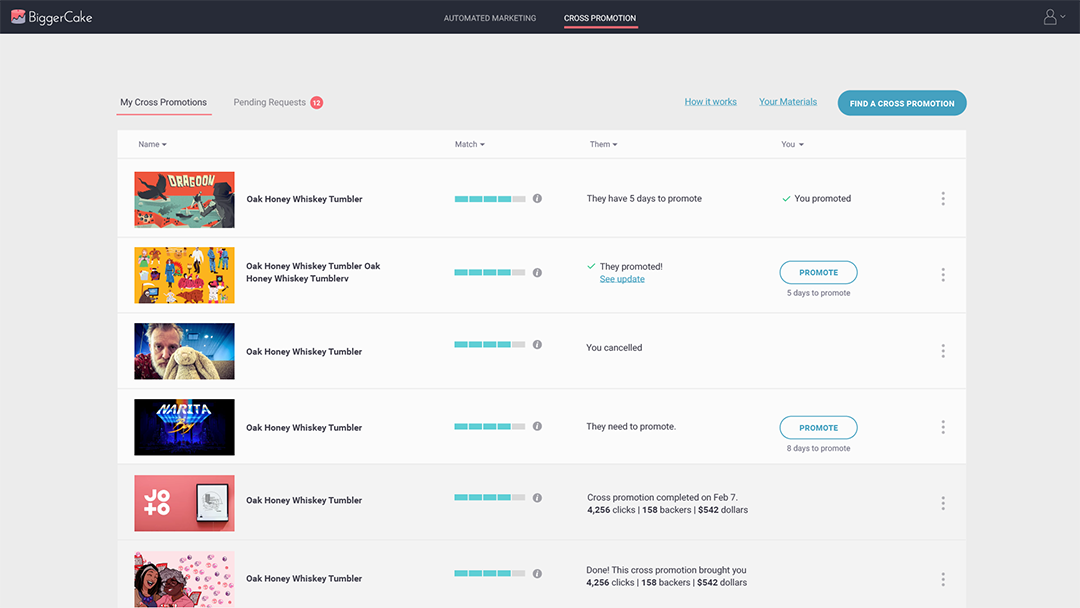 BiggerCake
AUTOMATED MARKETING
CROSS PROMOTION
My Cross Promotions
Pending Requests 12
How it works
Your Materials
FIND A CROSS PROMOTION
Name
Match
Them
You
DRAGOON
Oak Honey Whiskey Tumbler
They have 5 days to promote
You promoted
Oak Honey Whiskey Tumbler Oak
Honey Whiskey Tumblerv
They promoted!
See update
PROMOTE
5 days to promote
Oak Honey Whiskey Tumbler
You cancelled
NARITA
Boy
Oak Honey Whiskey Tumbler
They need to promote.
PROMOTE
8 days to promote
JO
TO
Oak Honey Whiskey Tumbler
Cross promotion completed on Feb 7.
4,256 clicks | 158 backers | $542 dollars
Oak Honey Whiskey Tumbler
Done! This cross promotion brought you
4,256 clicks | 158 backers | $542 dollars